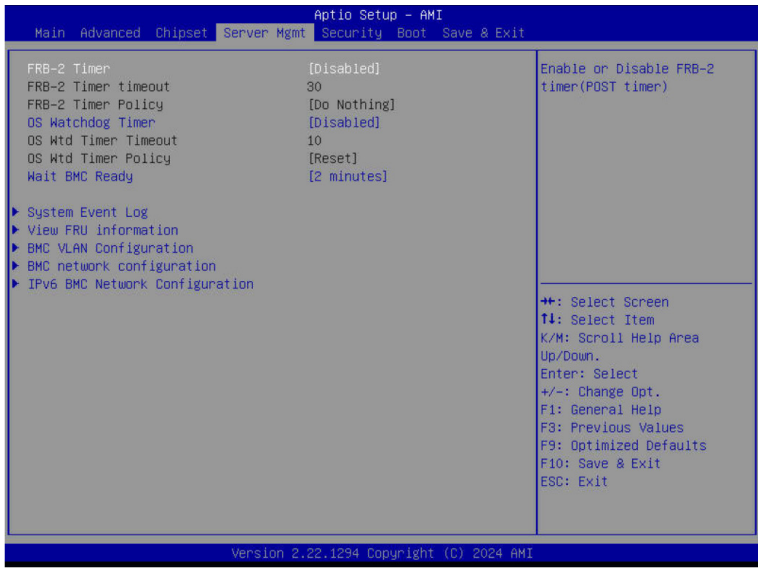 Aptio Setup - AMI
Main Advanced Chipset Server Mgmt Security Boot Save & Exit
FRB-2 Timer [Disabled]
FRB-2 Timer timeout 30
FRB-2 Timer Policy [Do Nothing]
OS Watchdog Timer [Disabled]
OS Wtd Timer Timeout 10
OS Wtd Timer Policy [Reset]
Wait BMC Ready [2 minutes]
System Event Log
View FRU information
BMC VLAN Configuration
BMC network configuration
IPv6 BMC Network Configuration
Enable or Disable FRB-2
timer(POST timer)
→←: Select Screen
↑↓: Select Item
K/M: Scroll Help Area
Up/Down.
Enter: Select
+/-: Change Opt.
F1: General Help
F3: Previous Values
F9: Optimized Defaults
F10: Save & Exit
ESC: Exit
Version 2.22.1294 Copyright (C) 2024 AMI